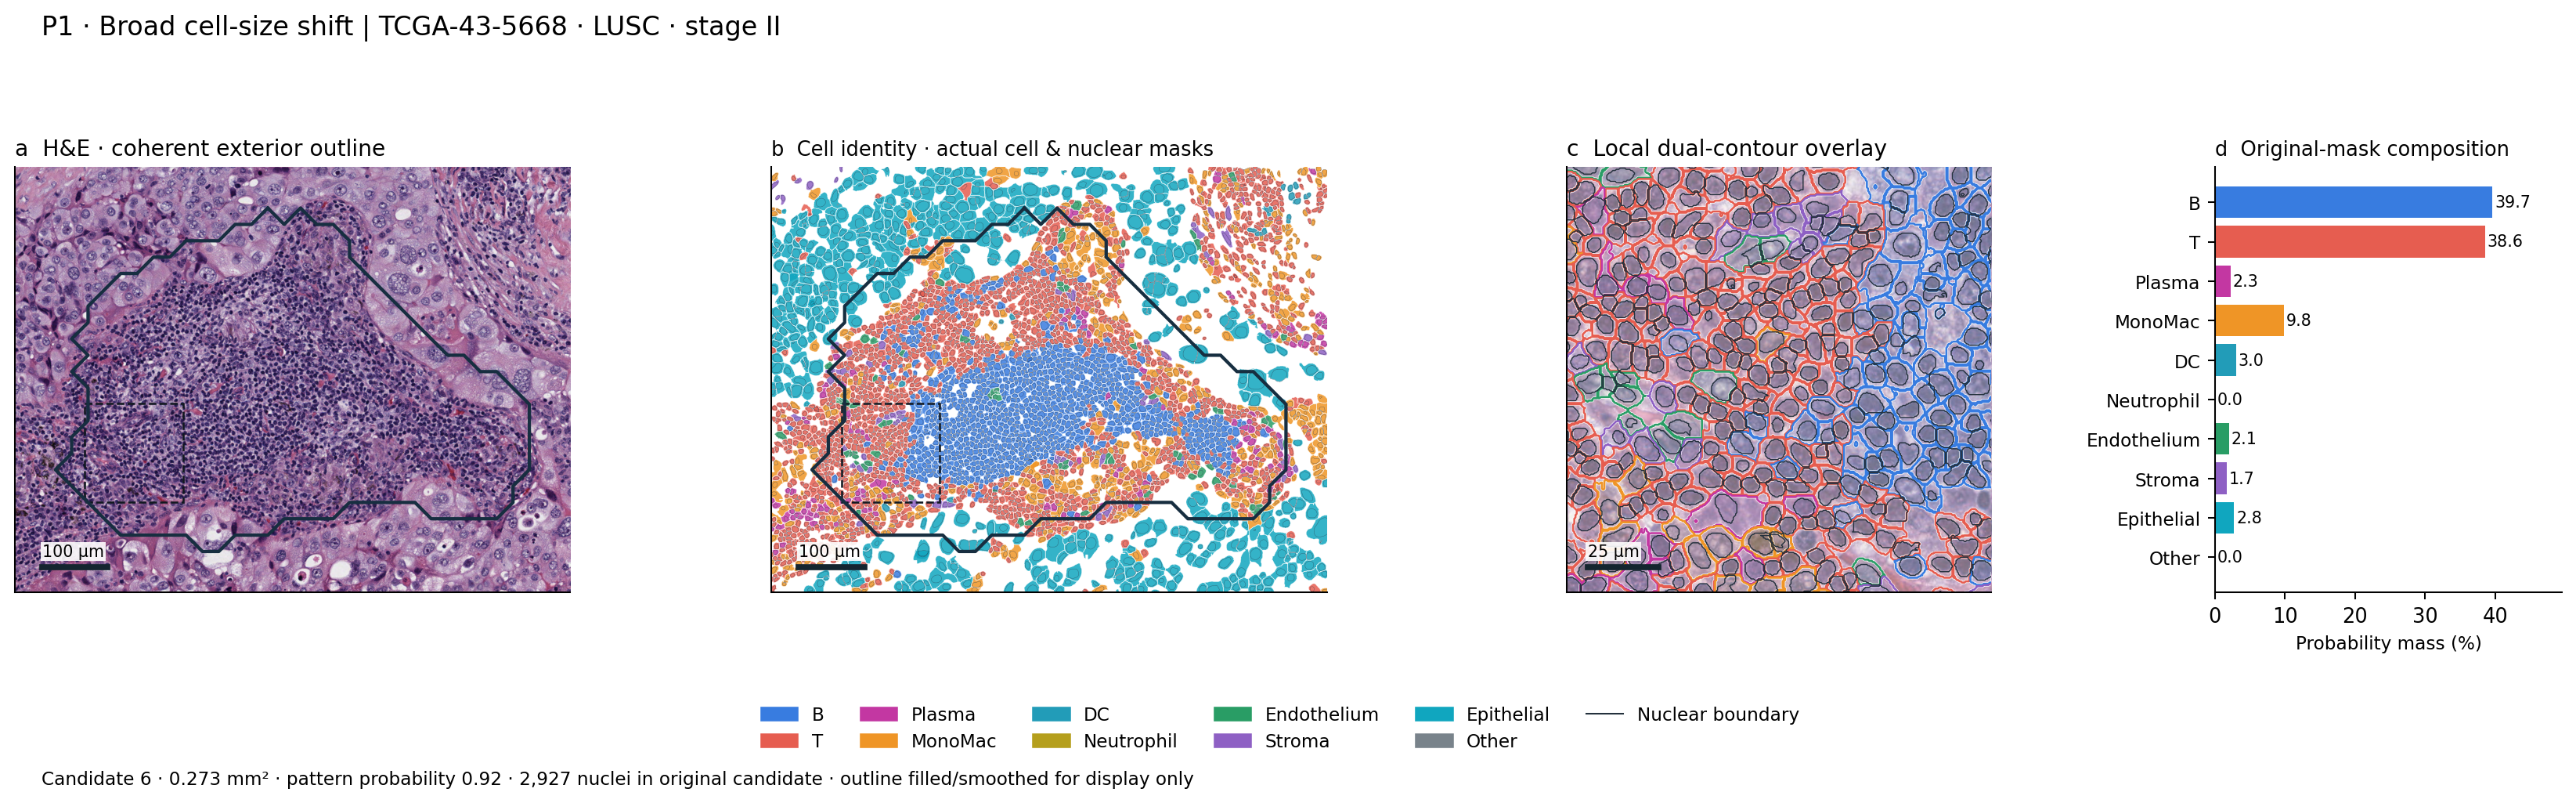 P1 · Broad cell-size shift | TCGA-43-5668 · LUSC · stage II
a H&E · coherent exterior outline
100 µm
b Cell identity · actual cell & nuclear masks
100 µm
c Local dual-contour overlay
25 µm
d Original-mask composition
B 39.7
T 38.6
Plasma 2.3
MonoMac 9.8
DC 3.0
Neutrophil 0.0
Endothelium 2.1
Stroma 1.7
Epithelial 2.8
Other 0.0
0 10 20 30 40
Probability mass (%)
B Plasma DC Endothelium Epithelial Nuclear boundary
T MonoMac Neutrophil Stroma Other
Candidate 6 · 0.273 mm² · pattern probability 0.92 · 2,927 nuclei in original candidate · outline filled/smoothed for display only